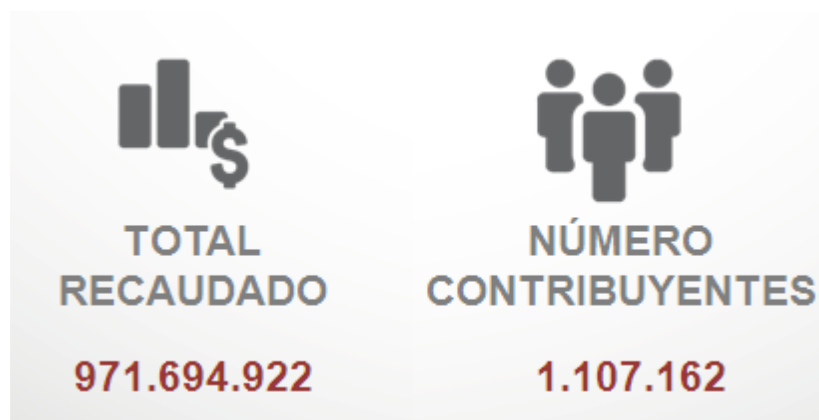 TOTAL
RECAUDADO
971.694.922
NÚMERO
CONTRIBUYENTES
1.107.162